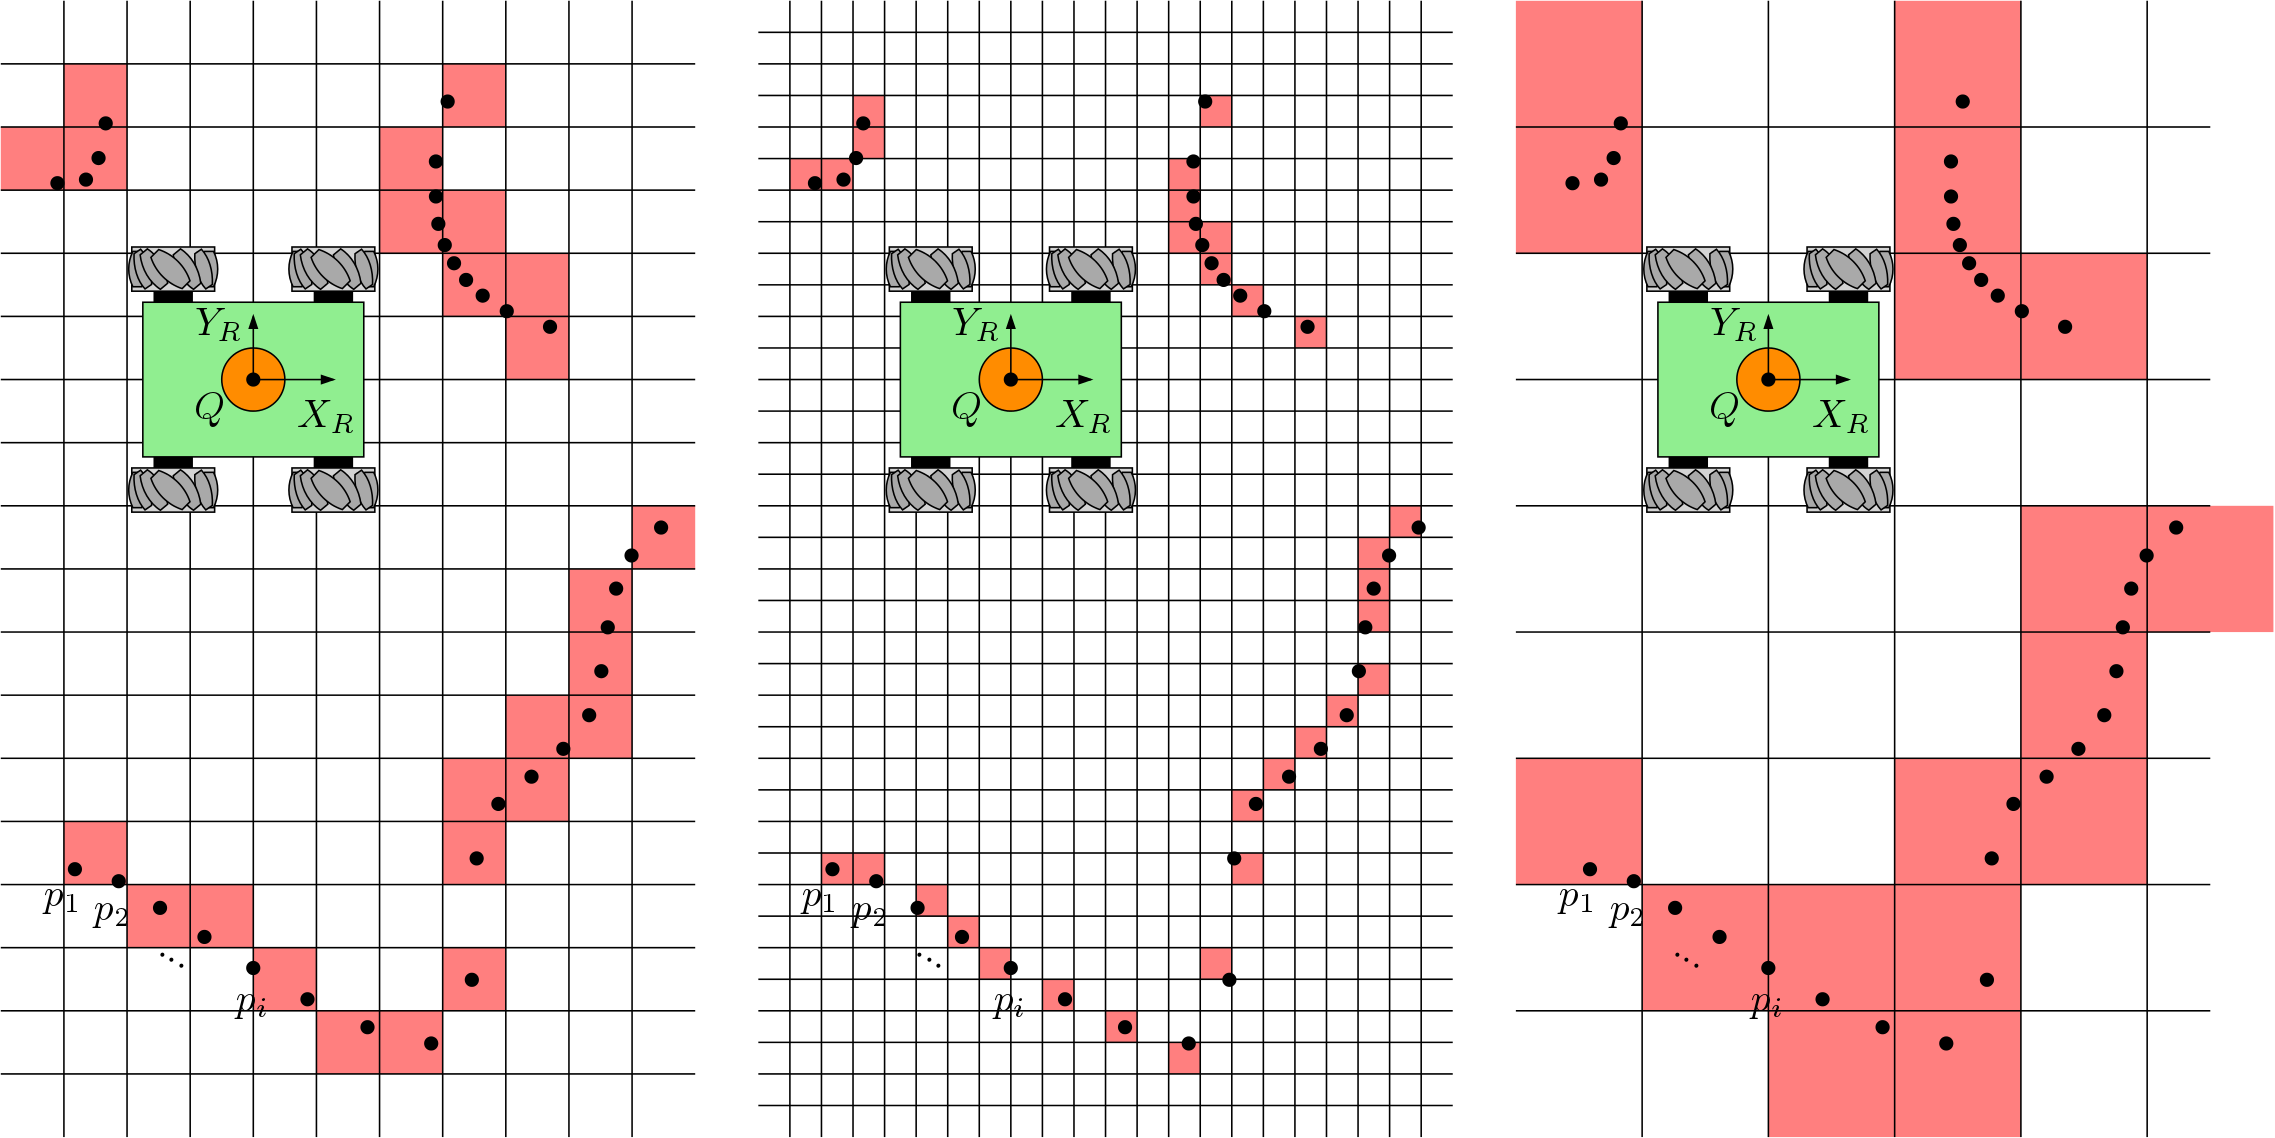 Y_R
Q
X_R
p_1
p_2
⋱
p_i
Y_R
Q
X_R
p_1
p_2
⋱
p_i
Y_R
Q
X_R
p_1
p_2
⋱
p_i